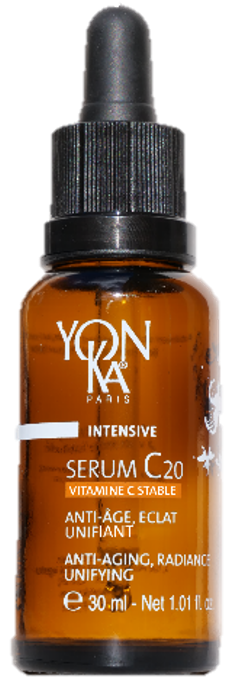 YON
KA®
PARIS
INTENSIVE
SERUM C20
VITAMINE C STABLE
ANTI-ÂGE, ECLAT
UNIFIANT
ANTI-AGING, RADIANCE
UNIFYING
℮ 30 ml - Net 1.01 fl. oz